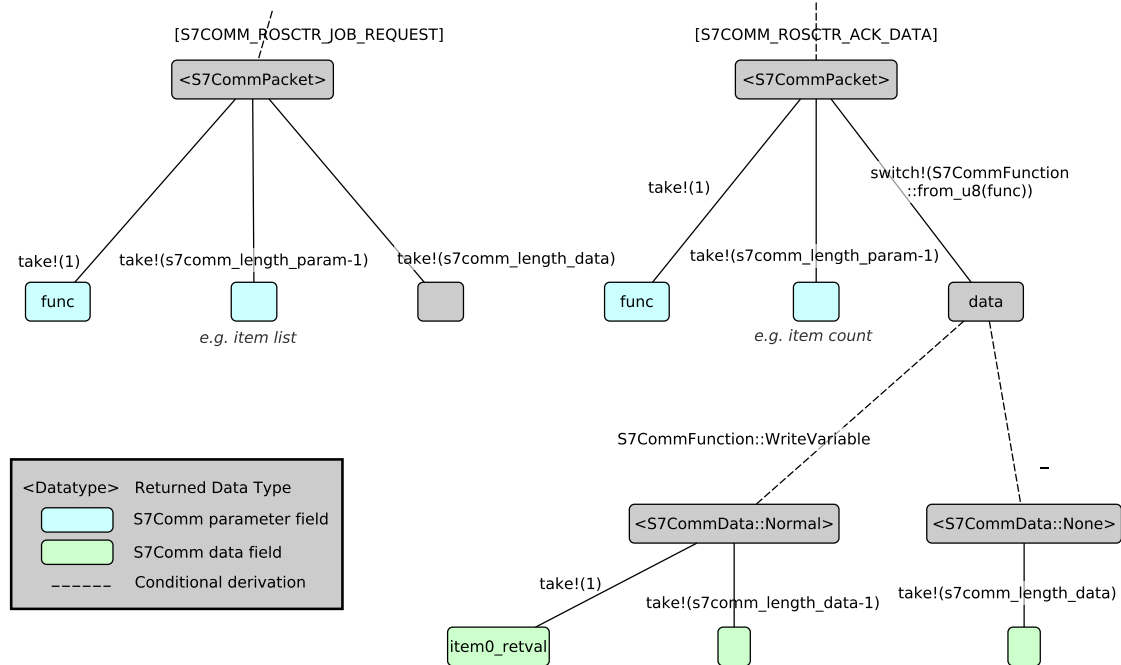 [S7COMM_ROSCTR_JOB_REQUEST]
[S7COMM_ROSCTR_ACK_DATA]
<S7CommPacket>
<S7CommPacket>
switch!(S7CommFunction
::from_u8(func))
take!(1)
take!(1)
take!(s7comm_length_param-1)
take!(s7comm_length_data)
take!(s7comm_length_param-1)
func
func
data
e.g. item list
e.g. item count
S7CommFunction::WriteVariable
_
<Datatype> Returned Data Type
S7Comm parameter field
S7Comm data field
Conditional derivation
<S7CommData::Normal>
<S7CommData::None>
take!(1)
take!(s7comm_length_data-1)
take!(s7comm_length_data)
item0_retval